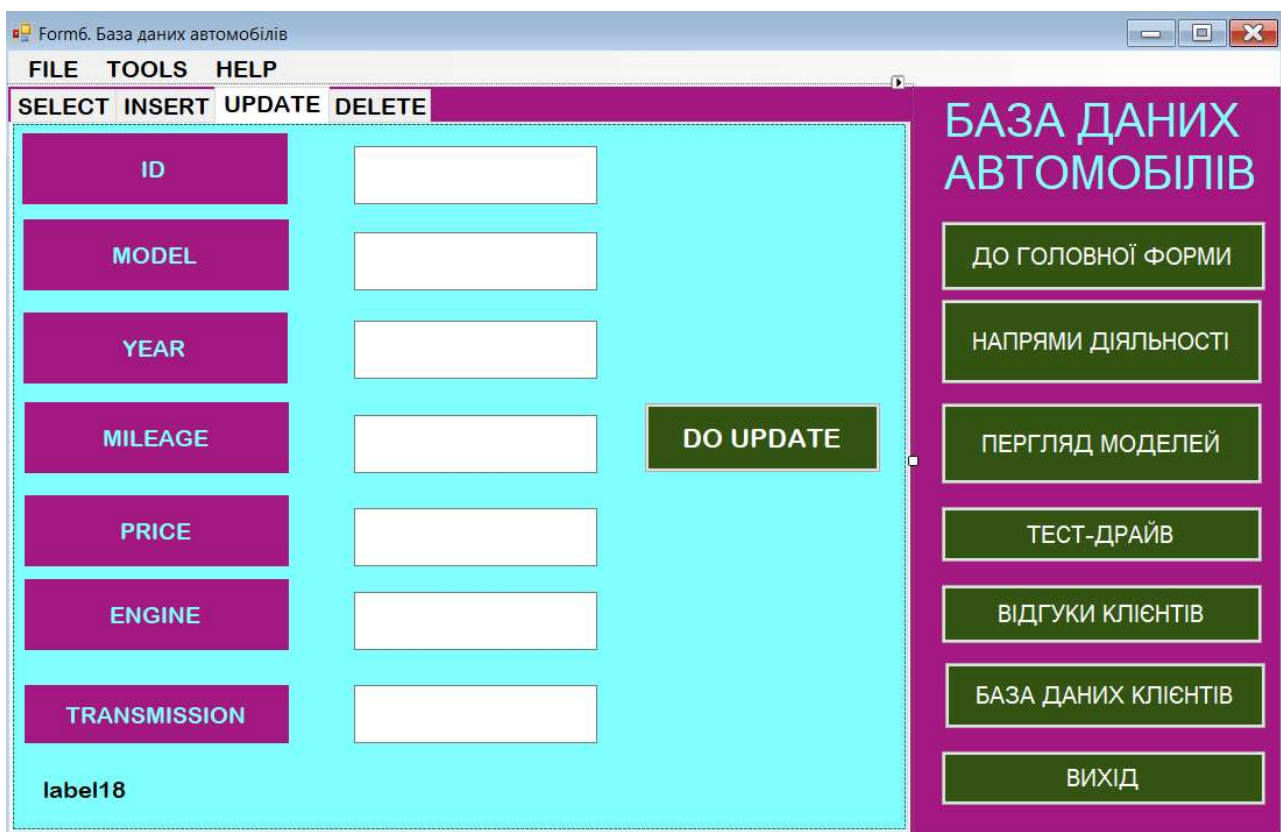 Form6. База даних автомобілів
FILE TOOLS HELP
SELECT INSERT UPDATE DELETE
ID
MODEL
YEAR
MILEAGE
DO UPDATE
PRICE
ENGINE
TRANSMISSION
label18
БАЗА ДАНИХ
АВТОМОБІЛІВ
ДО ГОЛОВНОЇ ФОРМИ
НАПРЯМИ ДІЯЛЬНОСТІ
ПЕРГЛЯД МОДЕЛЕЙ
ТЕСТ-ДРАЙВ
ВІДГУКИ КЛІЄНТІВ
БАЗА ДАНИХ КЛІЄНТІВ
ВИХІД